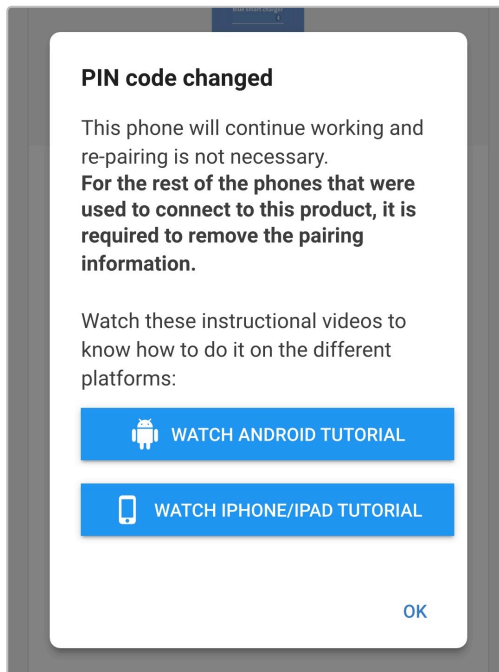 Blue Smart Charger
PIN code changed
This phone will continue working and
re-pairing is not necessary.
For the rest of the phones that were
used to connect to this product, it is
required to remove the pairing
information.
Watch these instructional videos to
know how to do it on the different
platforms:
WATCH ANDROID TUTORIAL
WATCH IPHONE/IPAD TUTORIAL
OK